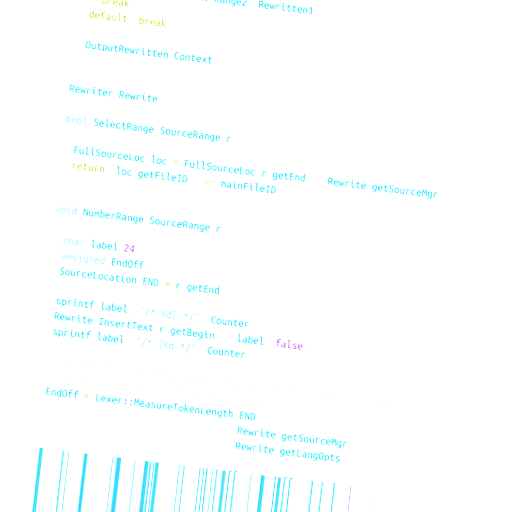 break
default  break
OutputRewritten Context
Rewriter Rewrite
bool SelectRange SourceRange r
FullSourceLoc loc = FullSourceLoc r getEnd    Rewrite getSourceMgr
return  loc getFileID   == mainFileID
void NumberRange SourceRange r
char label 24
unsigned EndOff
SourceLocation END = r getEnd
sprintf label  "/* %d[ */"  Counter
Rewrite InsertText r getBegin    label  false
sprintf label  "/* ]%d */"  Counter
EndOff = Lexer::MeasureTokenLength END
Rewrite getSourceMgr
Rewrite getLangOpts